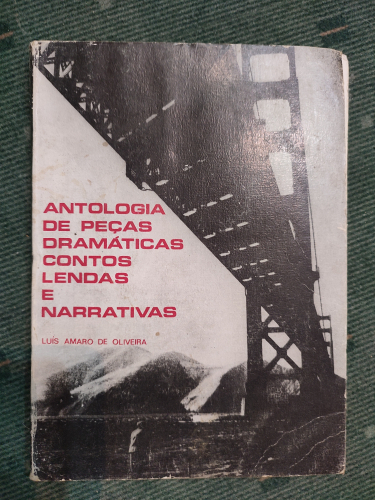 ANTOLOGIA
DE PEÇAS
DRAMÁTICAS
CONTOS
LENDAS
E
NARRATIVAS
LUÍS AMARO DE OLIVEIRA